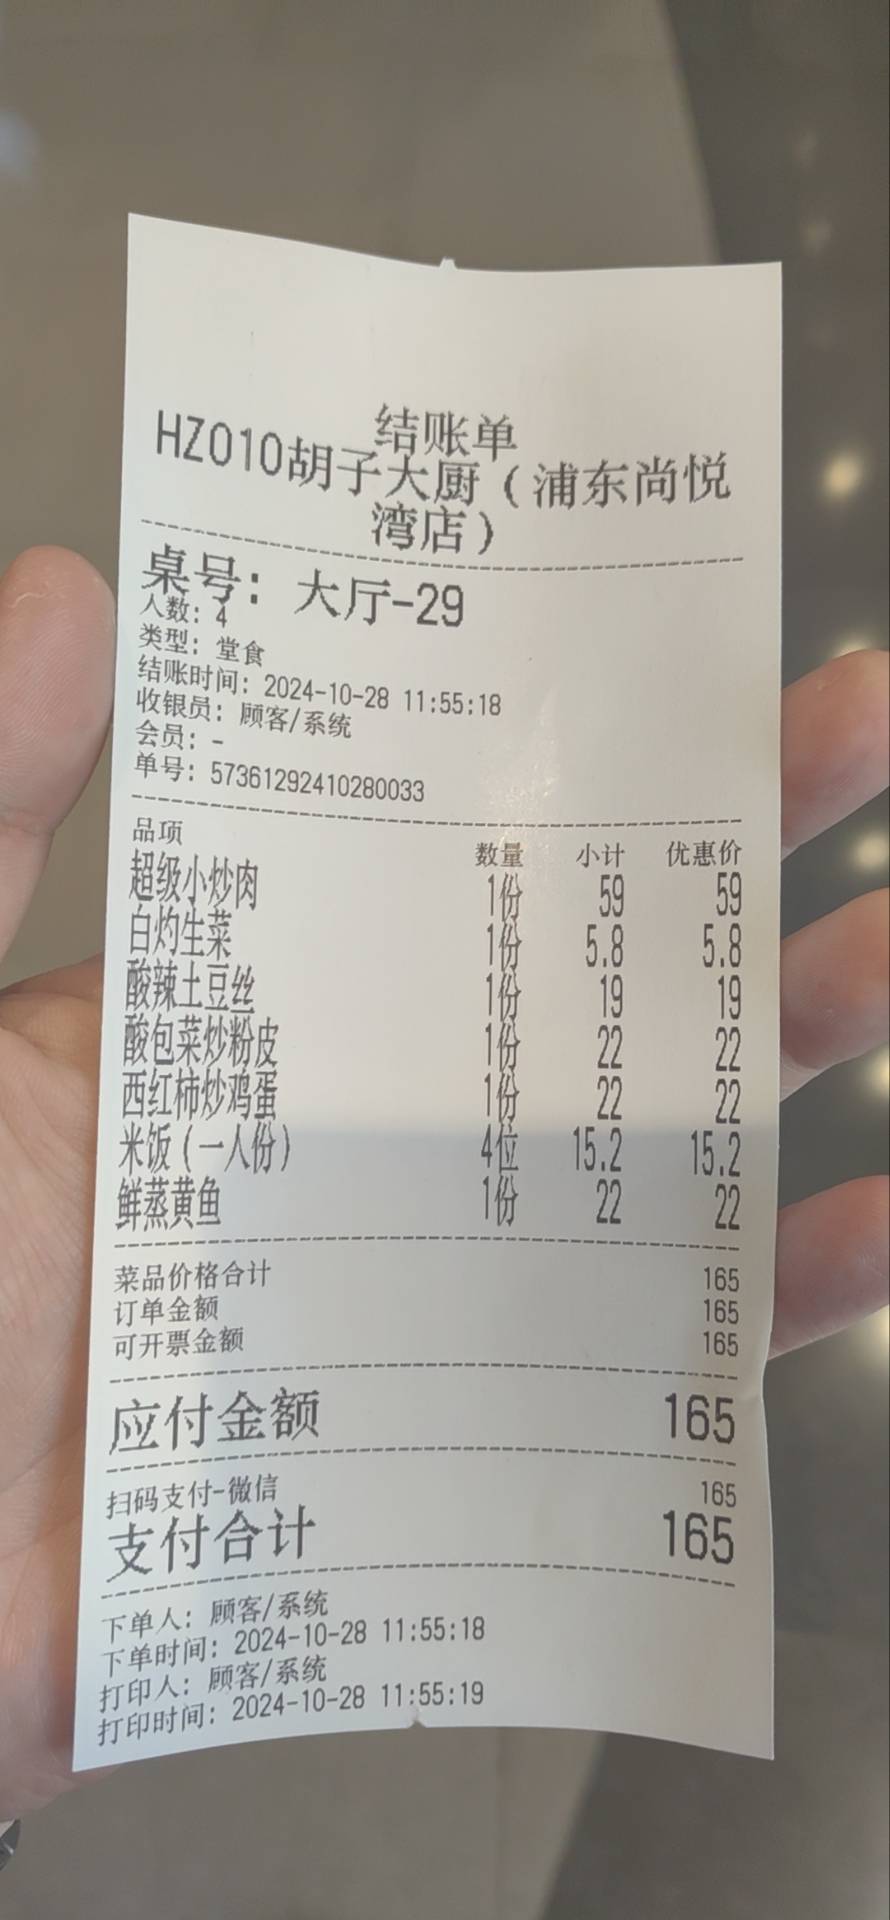 结账单
HZ010胡子大厨（浦东尚悦
湾店）
桌号：大厅-29
人数：4
类型：堂食
结账时间：2024-10-28 11:55:18
收银员：顾客/系统
会员：-
单号：57361292410280033
品项 数量 小计 优惠价
超级小炒肉 1份 59 59
白灼生菜 1份 5.8 5.8
酸辣土豆丝 1份 19 19
酸包菜炒粉皮 1份 22 22
西红柿炒鸡蛋 1份 22 22
米饭（一人份） 4位 15.2 15.2
鲜蒸黄鱼 1份 22 22
菜品价格合计 165
订单金额 165
可开票金额 165
应付金额 165
扫码支付-微信 165
支付合计 165
下单人：顾客/系统
下单时间：2024-10-28 11:55:18
打印人：顾客/系统
打印时间：2024-10-28 11:55:19